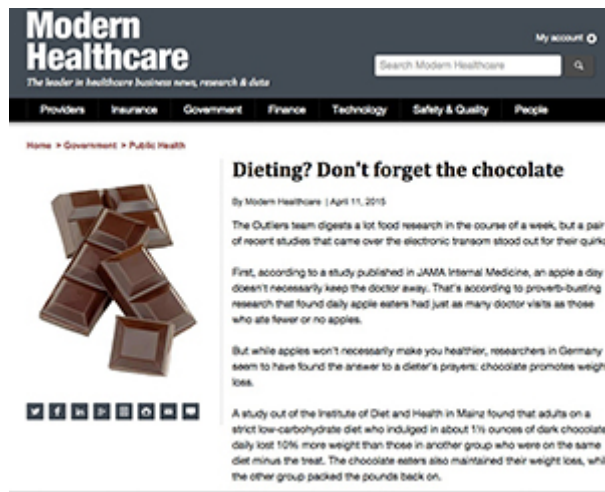 Modern
Healthcare
The leader in healthcare business news, research & data
My account
Search Modern Healthcare
Providers Insurance Government Finance Technology Safety & Quality People
Home > Government > Public Health
Dieting? Don't forget the chocolate
By Modern Healthcare | April 11, 2015
The Outliers team digests a lot food research in the course of a week, but a pair
of recent studies that came over the electronic transom stood out for their quirk
First, according to a study published in JAMA Internal Medicine, an apple a day
doesn't necessarily keep the doctor away. That's according to proverb-busting
research that found daily apple eaters had just as many doctor visits as those
who ate fewer or no apples.
But while apples won't necessarily make you healthier, researchers in Germany
seem to have found the answer to a dieter's prayers: chocolate promotes weigh
loss.
A study out of the Institute of Diet and Health in Mainz found that adults on a
strict low-carbohydrate diet who indulged in about 1½ ounces of dark chocolate
daily lost 10% more weight than those in another group who were on the same
diet minus the treat. The chocolate eaters also maintained their weight loss, whil
the other group packed the pounds back on.